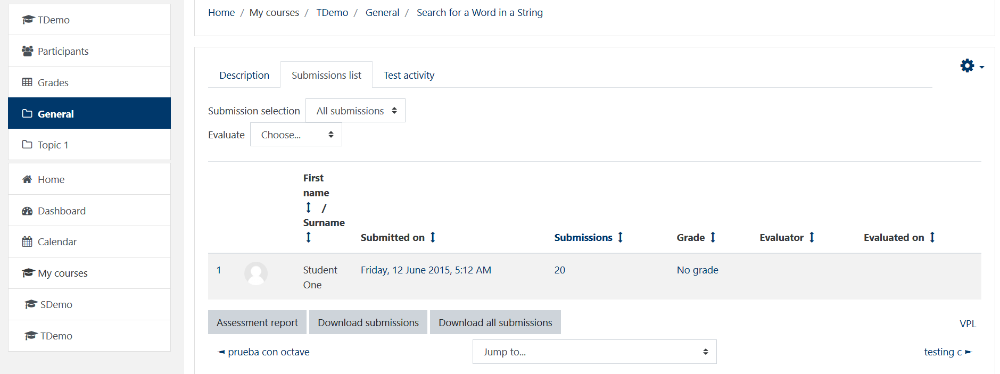 TDemo
Participants
Grades
General
Topic 1
Home
Dashboard
Calendar
My courses
SDemo
TDemo
Home / My courses / TDemo / General / Search for a Word in a String
Description Submissions list Test activity
Submission selection All submissions
Evaluate Choose...
First
name
/
Surname
Submitted on Submissions Grade Evaluator Evaluated on
1 Student Friday, 12 June 2015, 5:12 AM 20 No grade
One
Assessment report Download submissions Download all submissions VPL
◄ prueba con octave Jump to... testing c ►